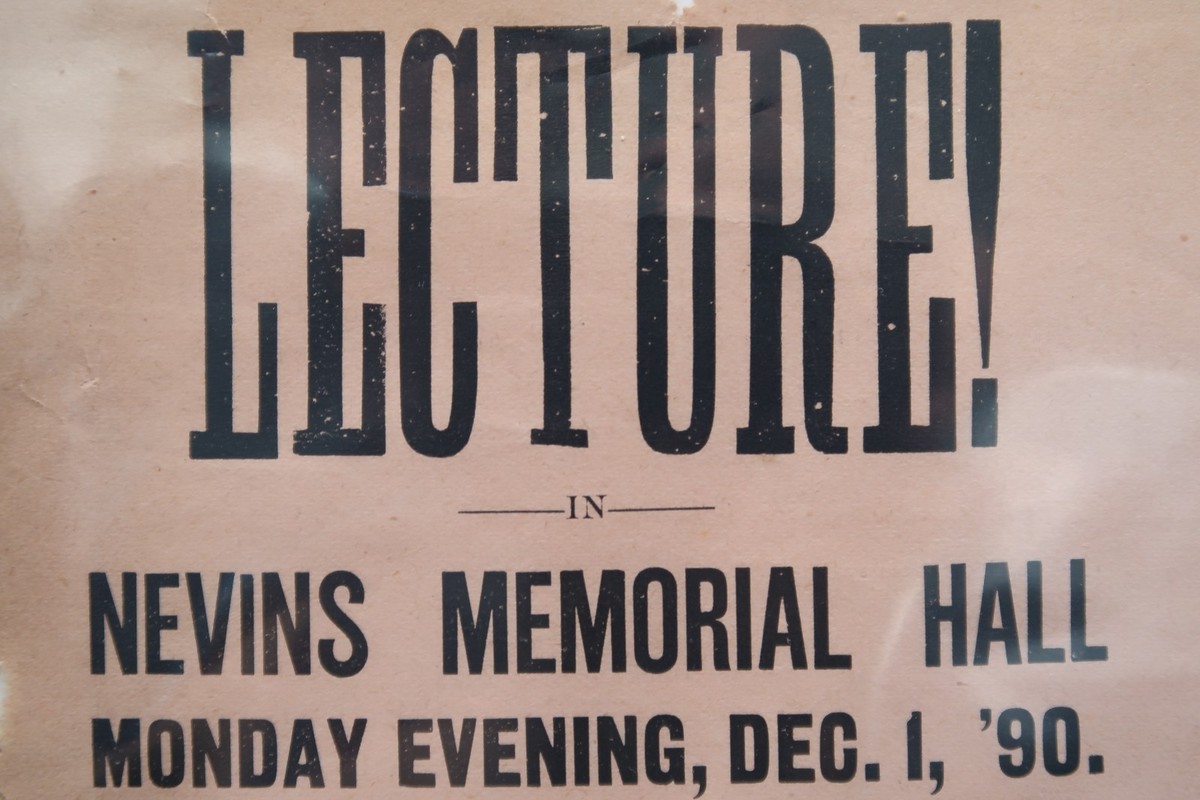 LECTURE!
IN
NEVINS MEMORIAL HALL
MONDAY EVENING, DEC. 1, '90.